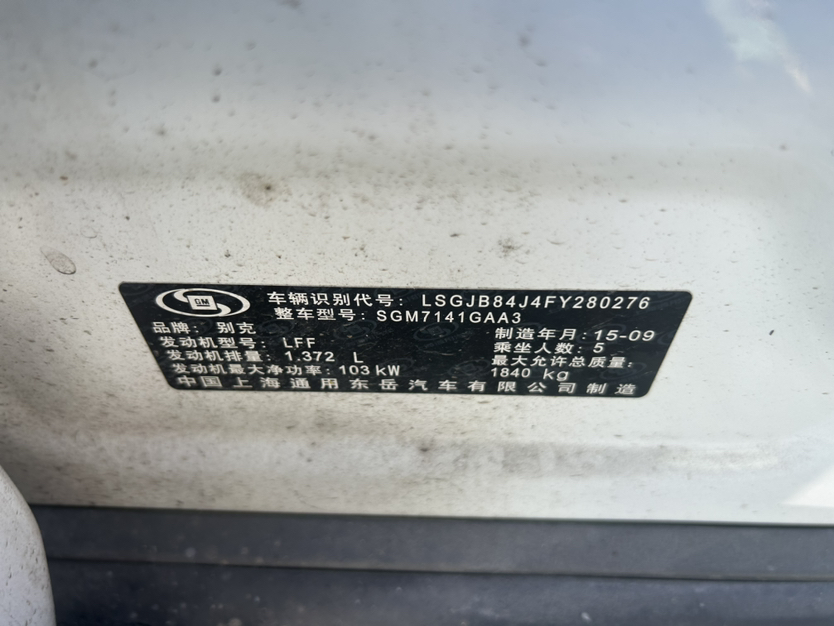 GM
车辆识别代号: LSGJB84J4FY280276
整车型号: SGM7141GAA3
品牌: 别克 制造年月: 15-09
发动机型号: LFF 乘坐人数: 5
发动机排量: 1.372 L 最大允许总质量:
发动机最大净功率: 103 kW 1840 kg
中国上海通用东岳汽车有限公司制造